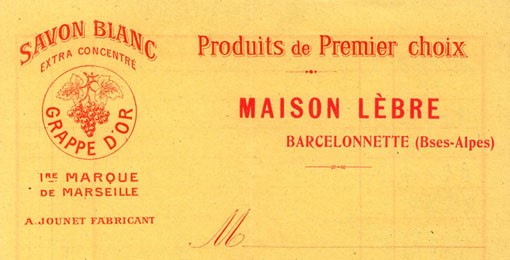 SAVON BLANC
EXTRA CONCENTRÉ
GRAPPE D'OR
1RE MARQUE
DE MARSEILLE
A. JOUNET FABRICANT
Produits de Premier choix
MAISON LÈBRE
BARCELONNETTE (Bses-Alpes)
M